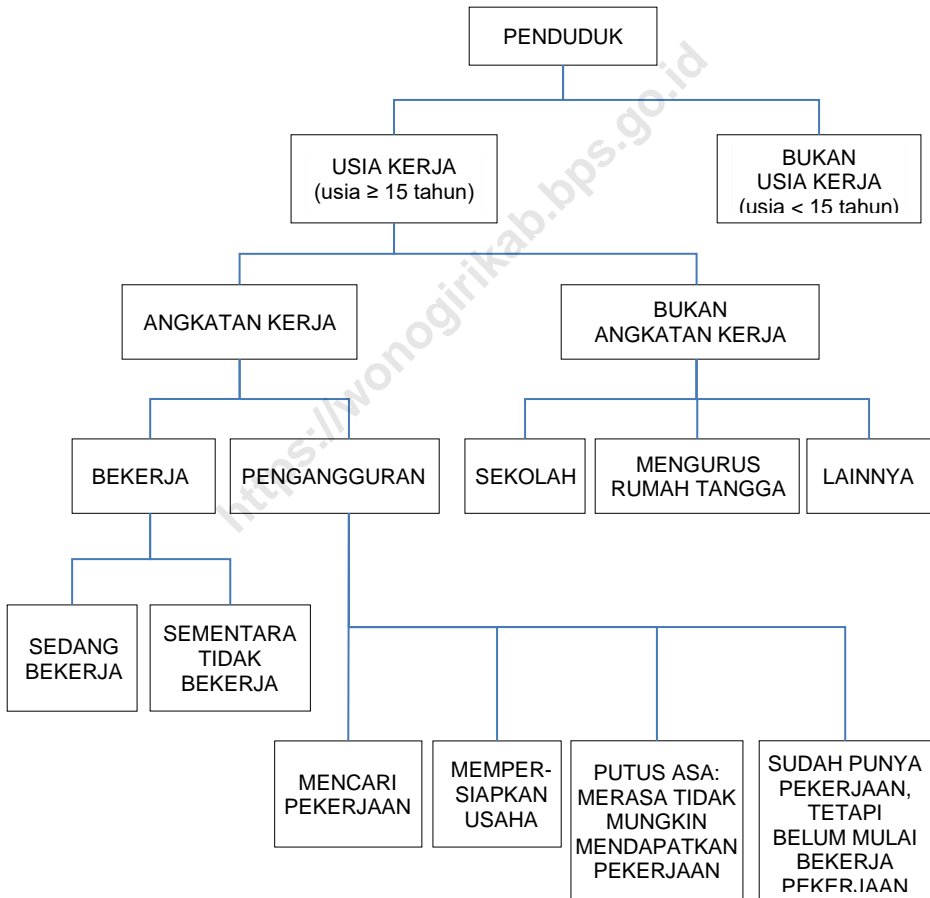 PENDUDUK
USIA KERJA
(usia ≥ 15 tahun)
BUKAN
USIA KERJA
(usia < 15 tahun)
ANGKATAN KERJA
BUKAN
ANGKATAN KERJA
BEKERJA
PENGANGGURAN
SEKOLAH
MENGURUS
RUMAH TANGGA
LAINNYA
SEDANG
BEKERJA
SEMENTARA
TIDAK
BEKERJA
MENCARI
PEKERJAAN
MEMPER-
SIAPKAN
USAHA
PUTUS ASA:
MERASA TIDAK
MUNGKIN
MENDAPATKAN
PEKERJAAN
SUDAH PUNYA
PEKERJAAN,
TETAPI
BELUM MULAI
BEKERJA
PEKERJAAN
https://wonogirikab.bps.go.id